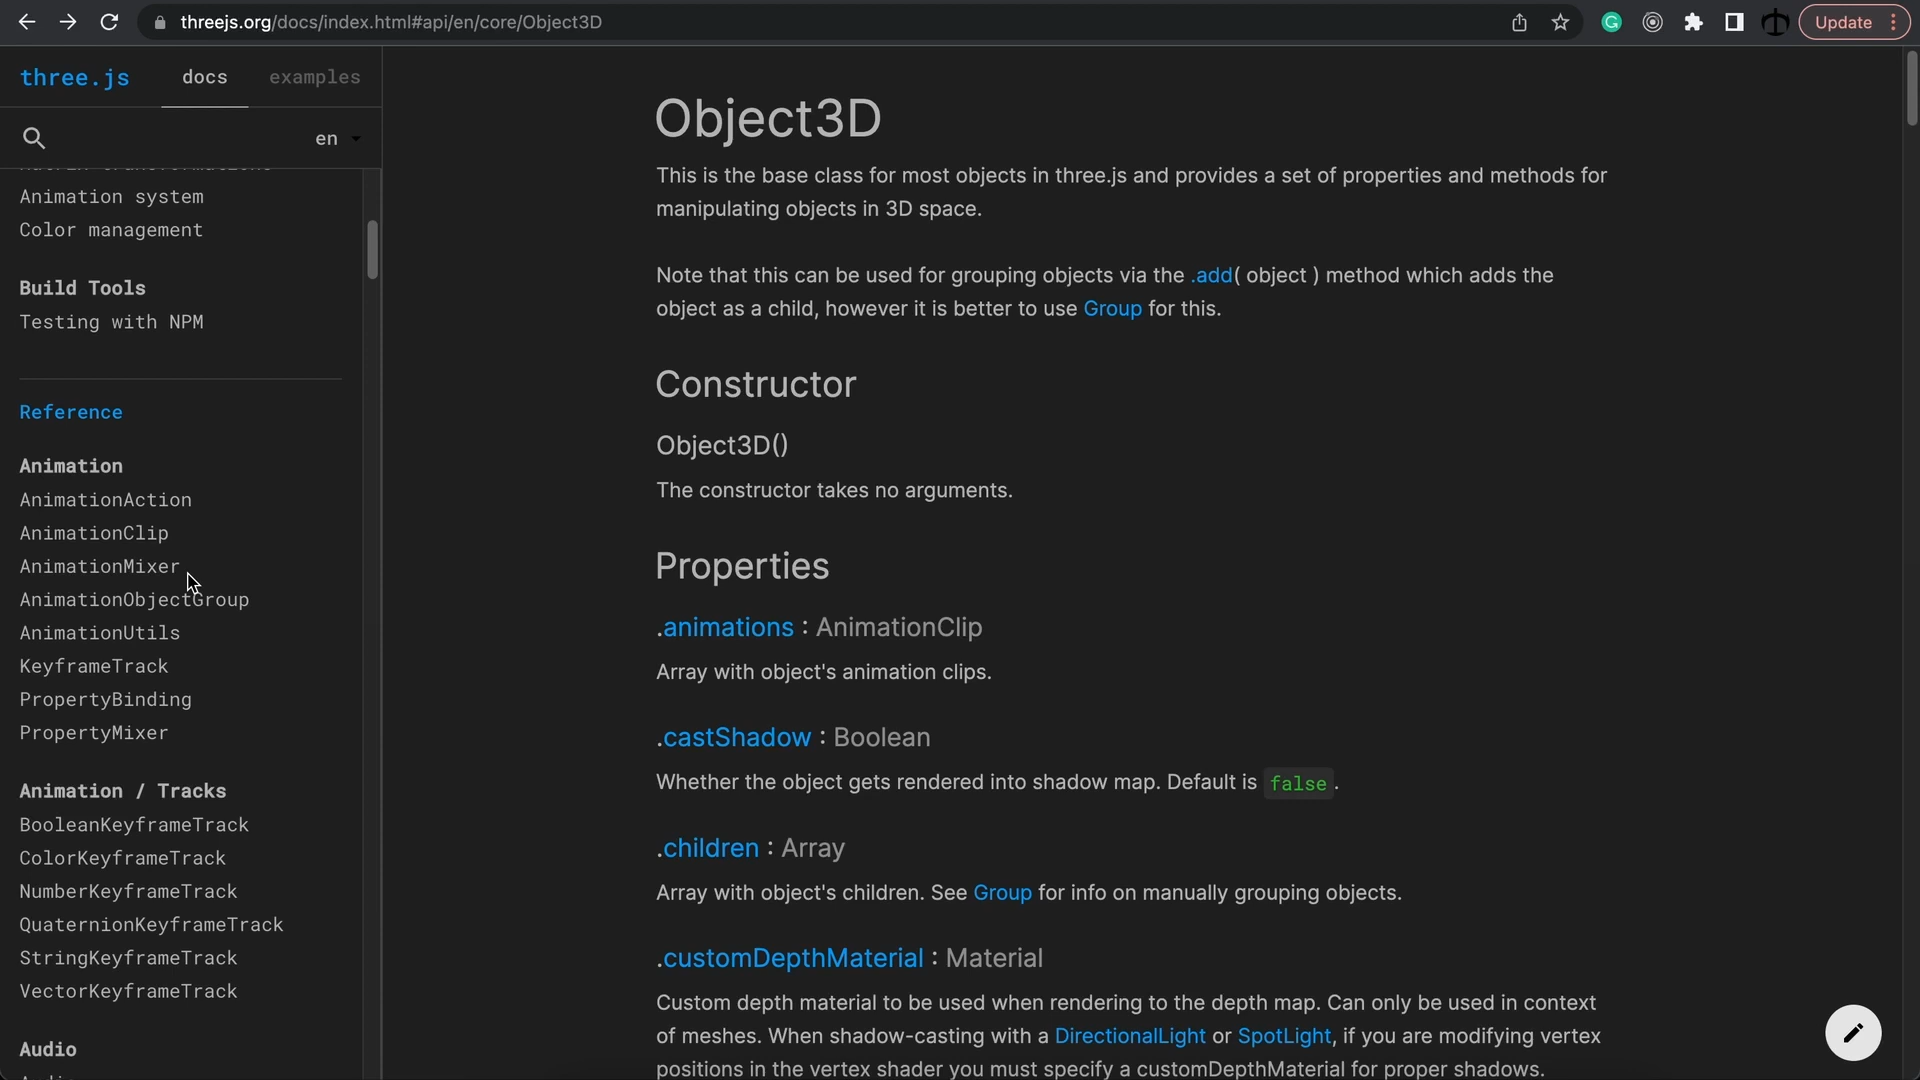 threejs.org/docs/index.html#api/en/core/Object3D
Update
three.js
docs
examples
en
Animation system
Color management
Build Tools
Testing with NPM
Reference
Animation
AnimationAction
AnimationClip
AnimationMixer
AnimationObjectGroup
AnimationUtils
KeyframeTrack
PropertyBinding
PropertyMixer
Animation / Tracks
BooleanKeyframeTrack
ColorKeyframeTrack
NumberKeyframeTrack
QuaternionKeyframeTrack
StringKeyframeTrack
VectorKeyframeTrack
Audio
Object3D
This is the base class for most objects in three.js and provides a set of properties and methods for
manipulating objects in 3D space.
Note that this can be used for grouping objects via the .add( object ) method which adds the
object as a child, however it is better to use Group for this.
Constructor
Object3D()
The constructor takes no arguments.
Properties
.animations : AnimationClip
Array with object's animation clips.
.castShadow : Boolean
Whether the object gets rendered into shadow map. Default is false.
.children : Array
Array with object's children. See Group for info on manually grouping objects.
.customDepthMaterial : Material
Custom depth material to be used when rendering to the depth map. Can only be used in context
of meshes. When shadow-casting with a DirectionalLight or SpotLight, if you are modifying vertex
positions in the vertex shader you must specify a customDepthMaterial for proper shadows.